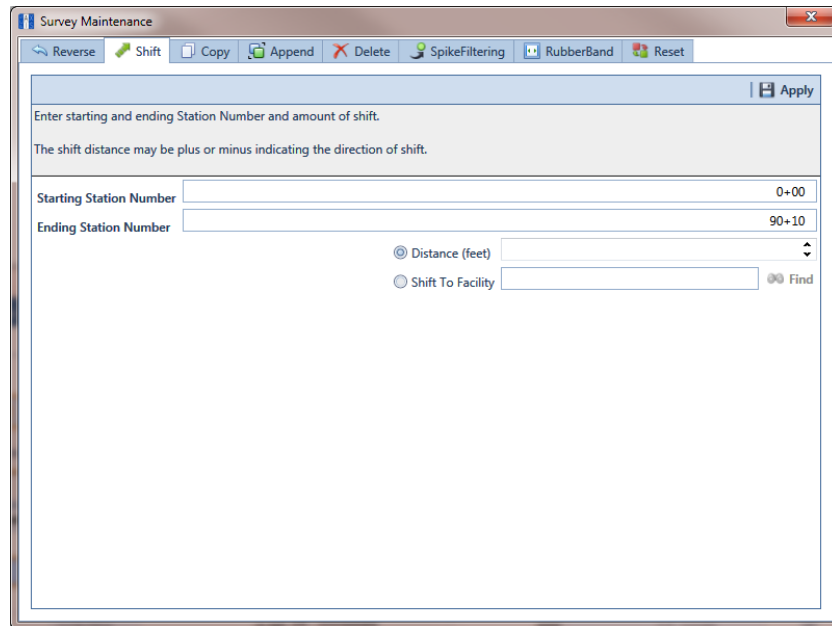 Survey Maintenance
Reverse Shift Copy Append Delete SpikeFiltering RubberBand Reset
Apply
Enter starting and ending Station Number and amount of shift.
The shift distance may be plus or minus indicating the direction of shift.
Starting Station Number 0+00
Ending Station Number 90+10
Distance (feet)
Shift To Facility Find